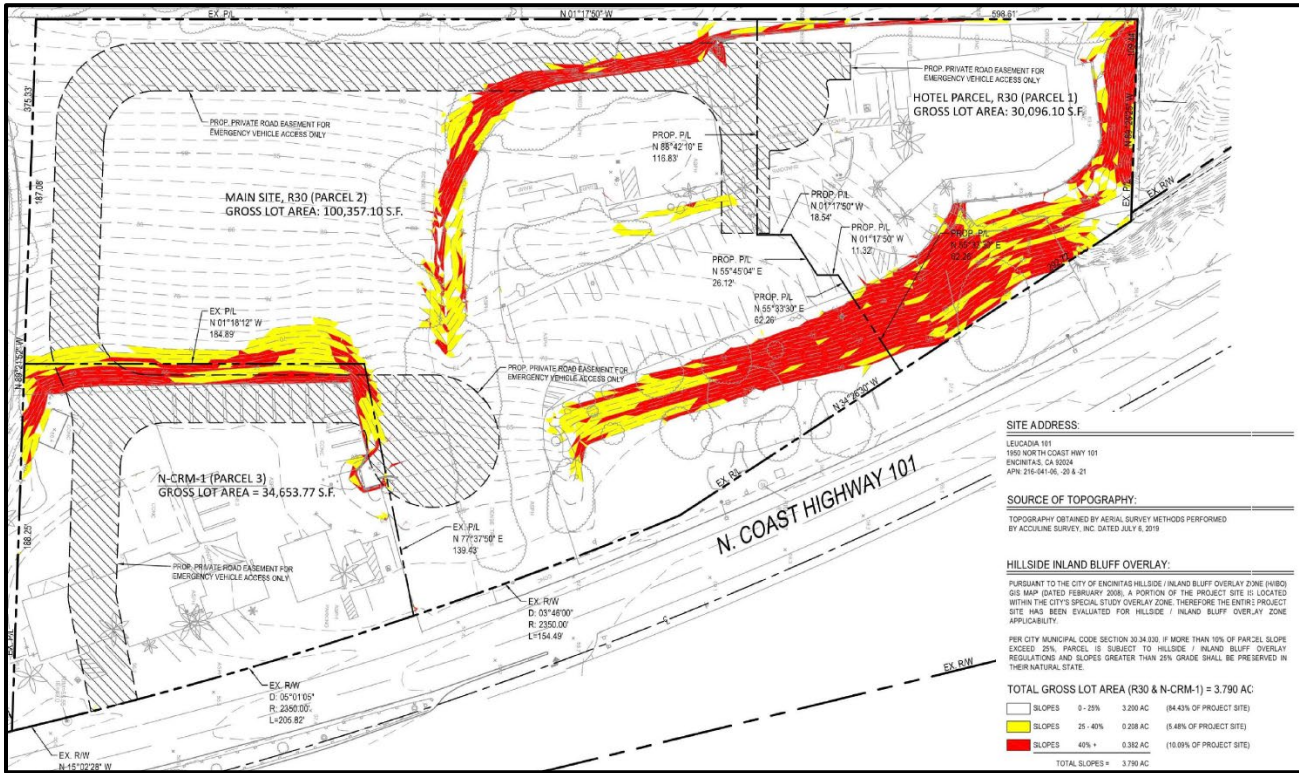 EX. P/L
N 01°17'50" W
598.61'
375.33'
PROP. PRIVATE ROAD EASEMENT FOR
EMERGENCY VEHICLE ACCESS ONLY
187.08'
MAIN SITE, R30 (PARCEL 2)
GROSS LOT AREA: 100,357.10 S.F.
PROP. P/L
N 88°42'10" E
116.83'
PROP. PRIVATE ROAD EASEMENT FOR
EMERGENCY VEHICLE ACCESS ONLY
HOTEL PARCEL, R30 (PARCEL 1)
GROSS LOT AREA: 30,096.10 S.F.
EX. P/L
EX. R/W
PROP. P/L
N 01°17'50" W
18.54'
PROP. P/L
N 01°17'50" W
11.32'
PROP. P/L
N 55°45'04" E
26.12'
PROP. P/L
N 55°33'30" E
62.26'
EX. P/L
N 01°18'12" W
184.89'
N 89°21'52" W
PROP. PRIVATE ROAD EASEMENT FOR
EMERGENCY VEHICLE ACCESS ONLY
N 34°26'30" W
EX. R/L
N. COAST HIGHWAY 101
N-CRM-1 (PARCEL 3)
GROSS LOT AREA = 34,653.77 S.F.
188.25'
EX. P/L
EX. P/L
N 77°37'50" E
139.43'
PROP. PRIVATE ROAD EASEMENT FOR
EMERGENCY VEHICLE ACCESS ONLY
EX. R/W
D: 03°46'00"
R: 2350.00'
L=154.49'
EX. R/W
D: 05°01'05"
R: 2350.00'
L=205.82'
EX. R/W
N 15°02'28" W
EX. R/W
SITE ADDRESS:
LEUCADIA 101
1950 NORTH COAST HWY 101
ENCINITAS, CA 92024
APN: 216-041-06, -20 & -21
SOURCE OF TOPOGRAPHY:
TOPOGRAPHY OBTAINED BY AERIAL SURVEY METHODS PERFORMED
BY ACCULINE SURVEY, INC. DATED JULY 6, 2019
HILLSIDE INLAND BLUFF OVERLAY:
PURSUANT TO THE CITY OF ENCINITAS HILLSIDE / INLAND BLUFF OVERLAY ZONE (H/IBO)
GIS MAP (DATED FEBRUARY 2008), A PORTION OF THE PROJECT SITE IS LOCATED
WITHIN THE CITY'S SPECIAL STUDY OVERLAY ZONE. THEREFORE THE ENTIRE PROJECT
SITE HAS BEEN EVALUATED FOR HILLSIDE / INLAND BLUFF OVERLAY ZONE
APPLICABILITY.
PER CITY MUNICIPAL CODE SECTION 30.34.030, IF MORE THAN 10% OF PARCEL SLOPE
EXCEED 25%, PARCEL IS SUBJECT TO HILLSIDE / INLAND BLUFF OVERLAY
REGULATIONS AND SLOPES GREATER THAN 25% GRADE SHALL BE PRESERVED IN
THEIR NATURAL STATE.
TOTAL GROSS LOT AREA (R30 & N-CRM-1) = 3.790 AC
SLOPES 0 - 25% 3.200 AC (84.43% OF PROJECT SITE)
SLOPES 25 - 40% 0.208 AC (5.48% OF PROJECT SITE)
SLOPES 40% + 0.382 AC (10.09% OF PROJECT SITE)
TOTAL SLOPES = 3.790 AC